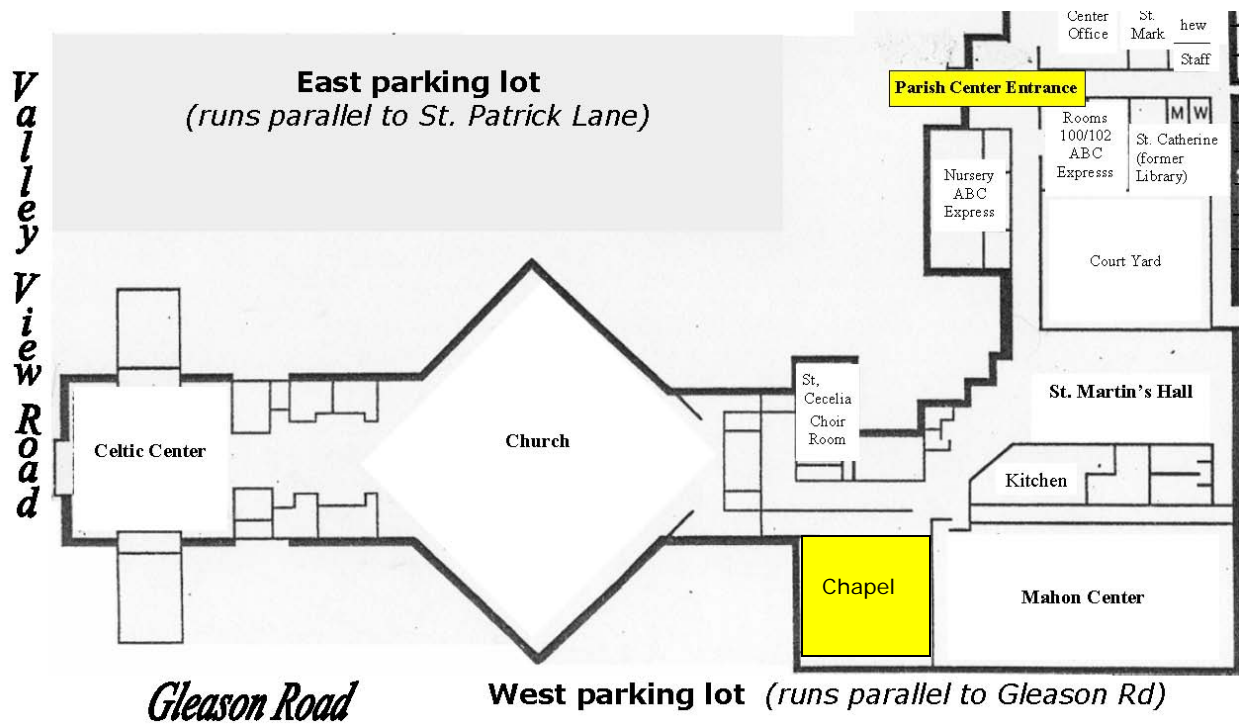 Center
Office
St.
Mark
hew
Staff
East parking lot
(runs parallel to St. Patrick Lane)
Parish Center Entrance
Valley View Road
Rooms
100/102
ABC
Expresss
M W
St. Catherine
(former
Library)
Nursery
ABC
Express
Court Yard
St,
Cecelia
Choir
Room
St. Martin's Hall
Celtic Center
Church
Kitchen
Chapel
Mahon Center
Gleason Road
West parking lot (runs parallel to Gleason Rd)